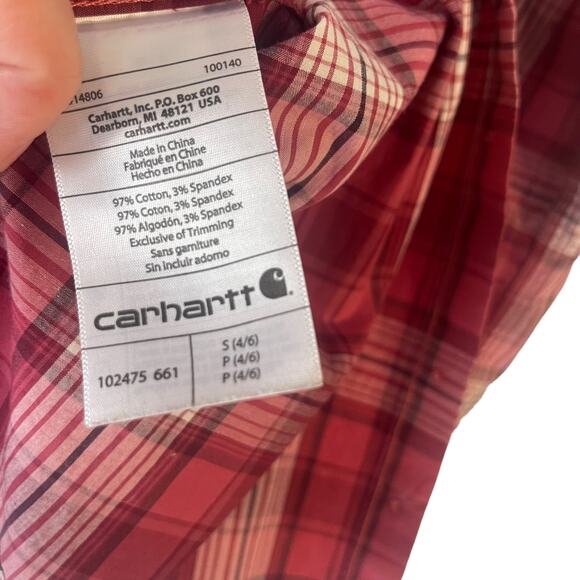 14806 100140
Carhartt, Inc. P.O. Box 600
Dearborn, MI 48121 USA
carhartt.com
Made in China
Fabriqué en Chine
Hecho en China
97% Cotton, 3% Spandex
97% Coton, 3% Spandex
97% Algodón, 3% Spandex
Exclusive of Trimming
Sans garniture
Sin incluir adorno
carhartt
102475 661
S (4/6)
P (4/6)
P (4/6)